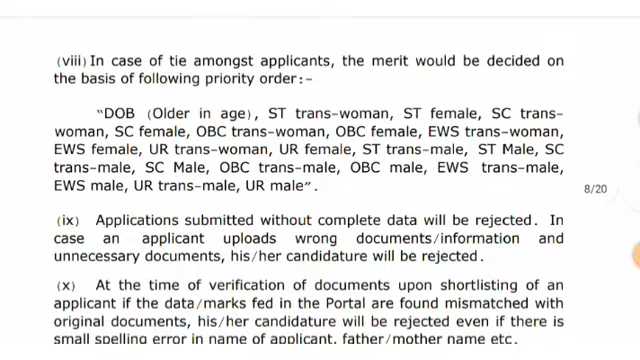 (viii) In case of tie amongst applicants, the merit would be decided on
the basis of following priority order:-
"DOB (Older in age), ST trans-woman, ST female, SC trans-
woman, SC female, OBC trans-woman, OBC female, EWS trans-woman,
EWS female, UR trans-woman, UR female, ST trans-male, ST Male, SC
trans-male, SC Male, OBC trans-male, OBC male, EWS trans-male,
EWS male, UR trans-male, UR male".
8/20
(ix) Applications submitted without complete data will be rejected. In
case an applicant uploads wrong documents/information and
unnecessary documents, his/her candidature will be rejected.
(x) At the time of verification of documents upon shortlisting of an
applicant if the data/marks fed in the Portal are found mismatched with
original documents, his/her candidature will be rejected even if there is
small spelling error in name of applicant, father/mother name etc.